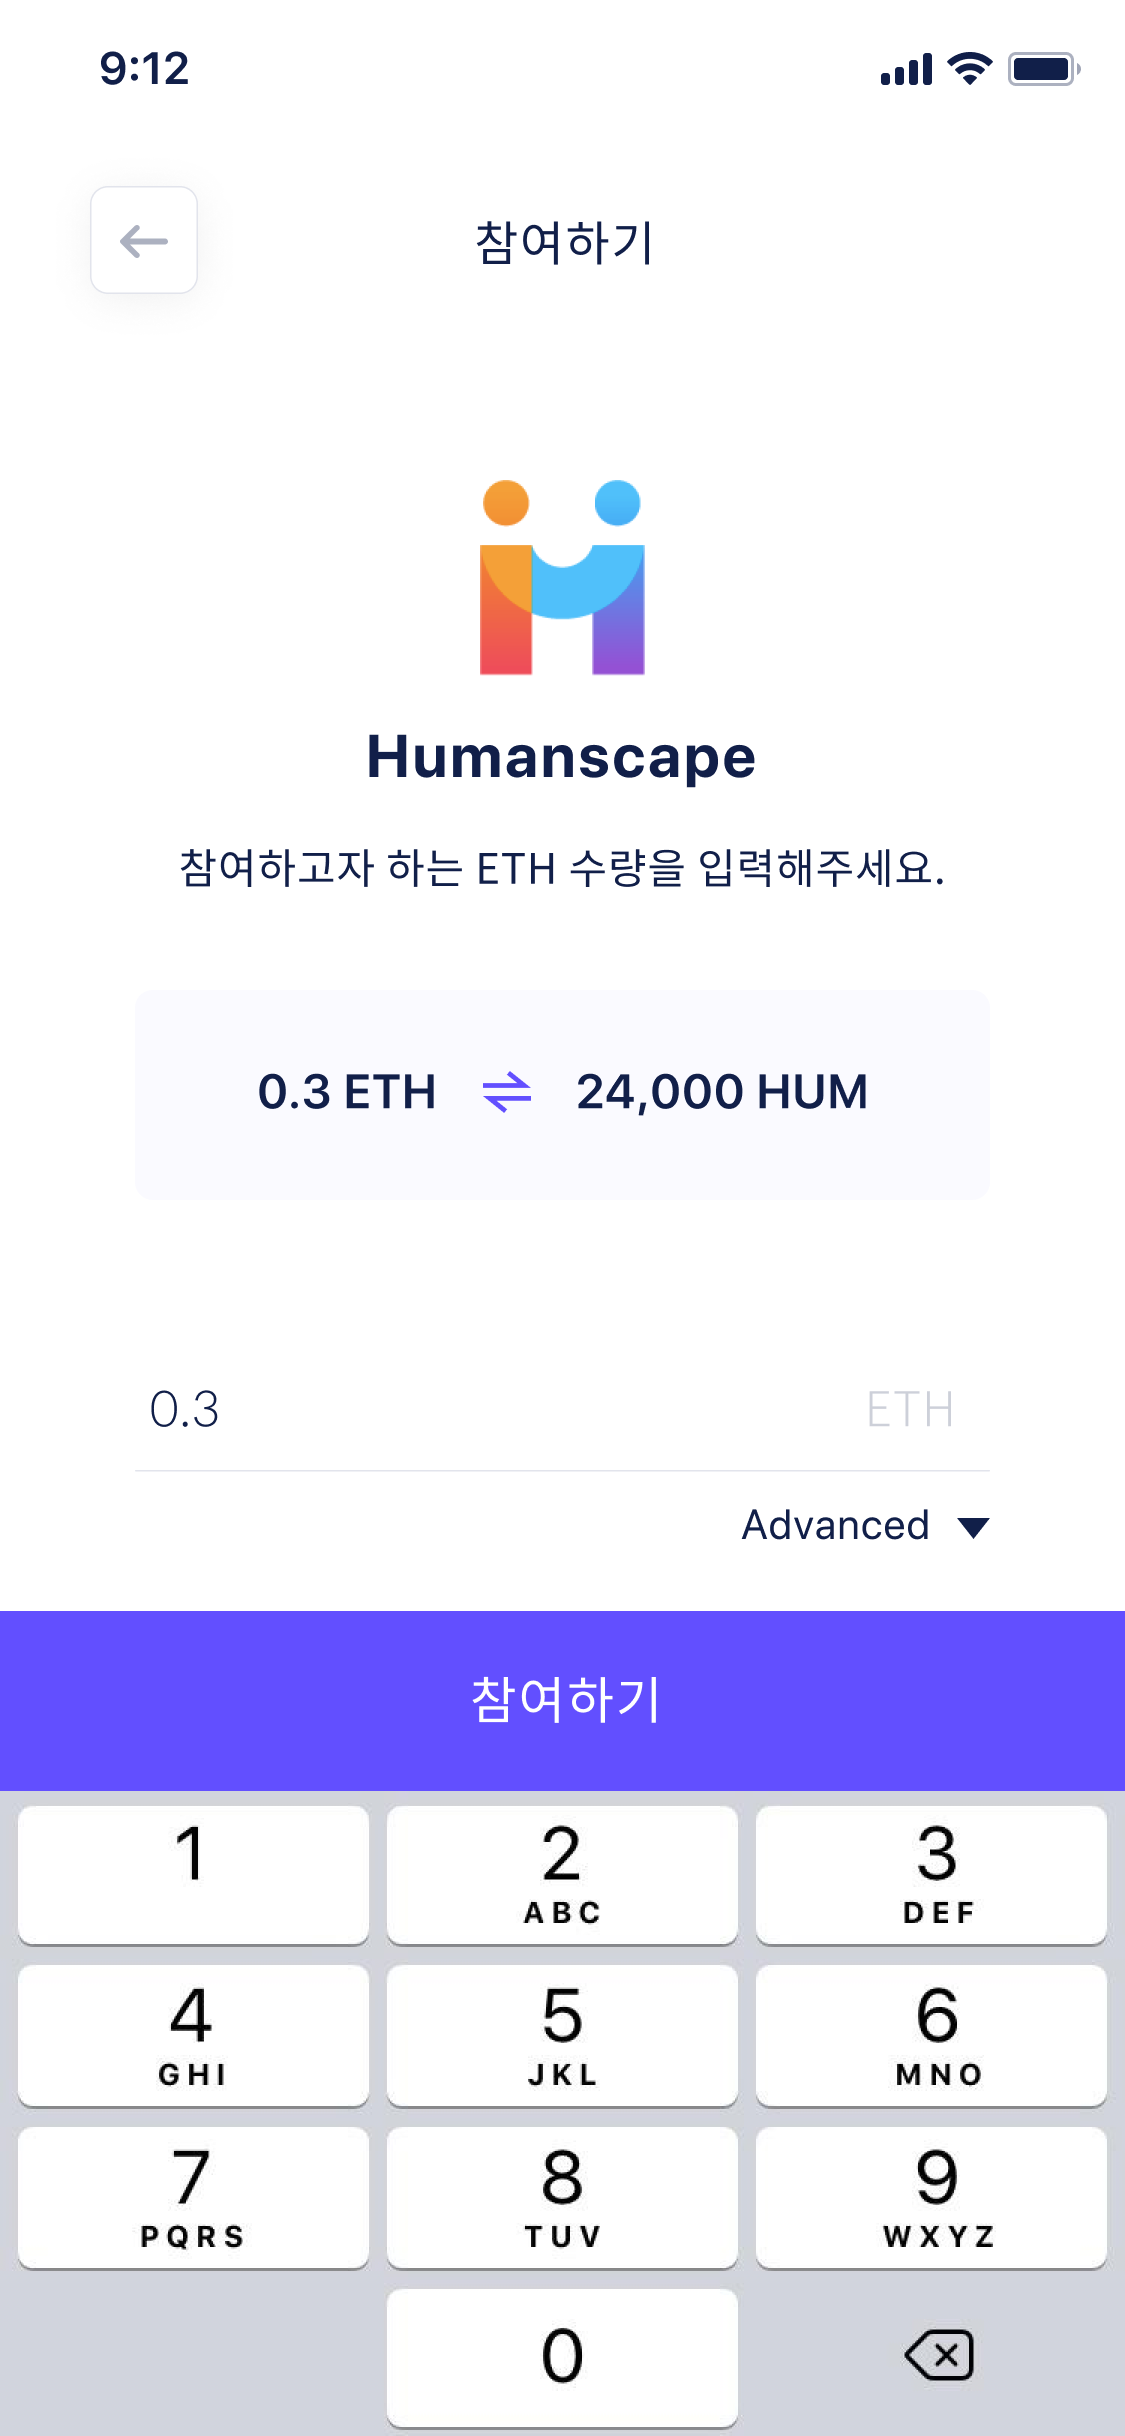 9:12
참여하기
Humanscape
참여하고자 하는 ETH 수량을 입력해주세요.
0.3 ETH ⇌ 24,000 HUM
0.3 ETH
Advanced
참여하기
1 2 3
ABC DEF
4 5 6
GHI JKL MNO
7 8 9
PQRS TUV WXYZ
0